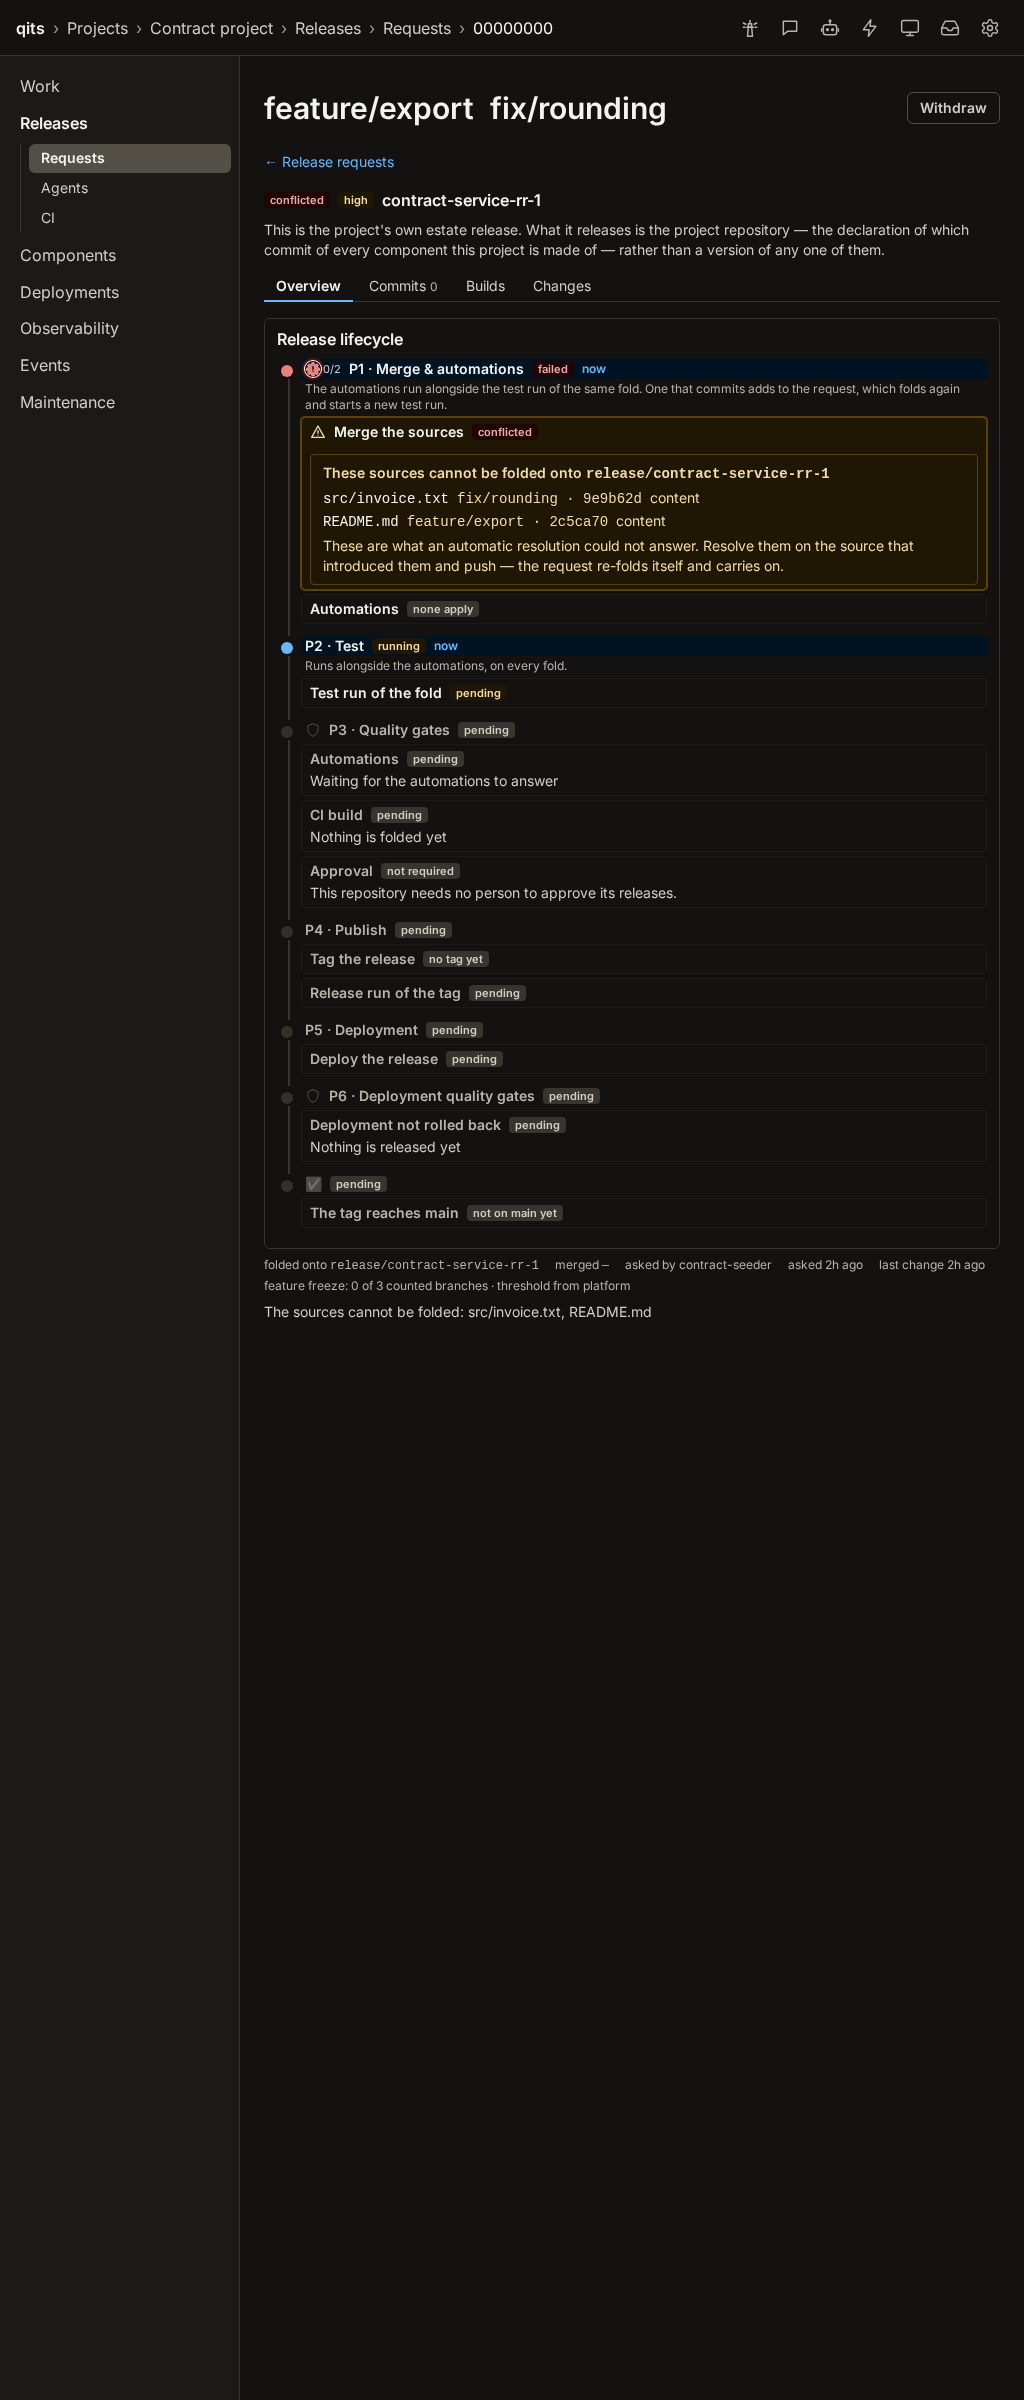 qits › Projects › Contract project › Releases › Requests › 00000000
Work
Releases
Requests
Agents
CI
Components
Deployments
Observability
Events
Maintenance
feature/export fix/rounding
Withdraw
← Release requests
conflicted high contract-service-rr-1
This is the project's own estate release. What it releases is the project repository — the declaration of which
commit of every component this project is made of — rather than a version of any one of them.
Overview Commits 0 Builds Changes
Release lifecycle
0/2 P1 · Merge & automations failed now
The automations run alongside the test run of the same fold. One that commits adds to the request, which folds again
and starts a new test run.
Merge the sources conflicted
These sources cannot be folded onto release/contract-service-rr-1
src/invoice.txt fix/rounding · 9e9b62d content
README.md feature/export · 2c5ca70 content
These are what an automatic resolution could not answer. Resolve them on the source that
introduced them and push — the request re-folds itself and carries on.
Automations none apply
P2 · Test running now
Runs alongside the automations, on every fold.
Test run of the fold pending
P3 · Quality gates pending
Automations pending
Waiting for the automations to answer
CI build pending
Nothing is folded yet
Approval not required
This repository needs no person to approve its releases.
P4 · Publish pending
Tag the release no tag yet
Release run of the tag pending
P5 · Deployment pending
Deploy the release pending
P6 · Deployment quality gates pending
Deployment not rolled back pending
Nothing is released yet
pending
The tag reaches main not on main yet
folded onto release/contract-service-rr-1 merged — asked by contract-seeder asked 2h ago last change 2h ago
feature freeze: 0 of 3 counted branches · threshold from platform
The sources cannot be folded: src/invoice.txt, README.md